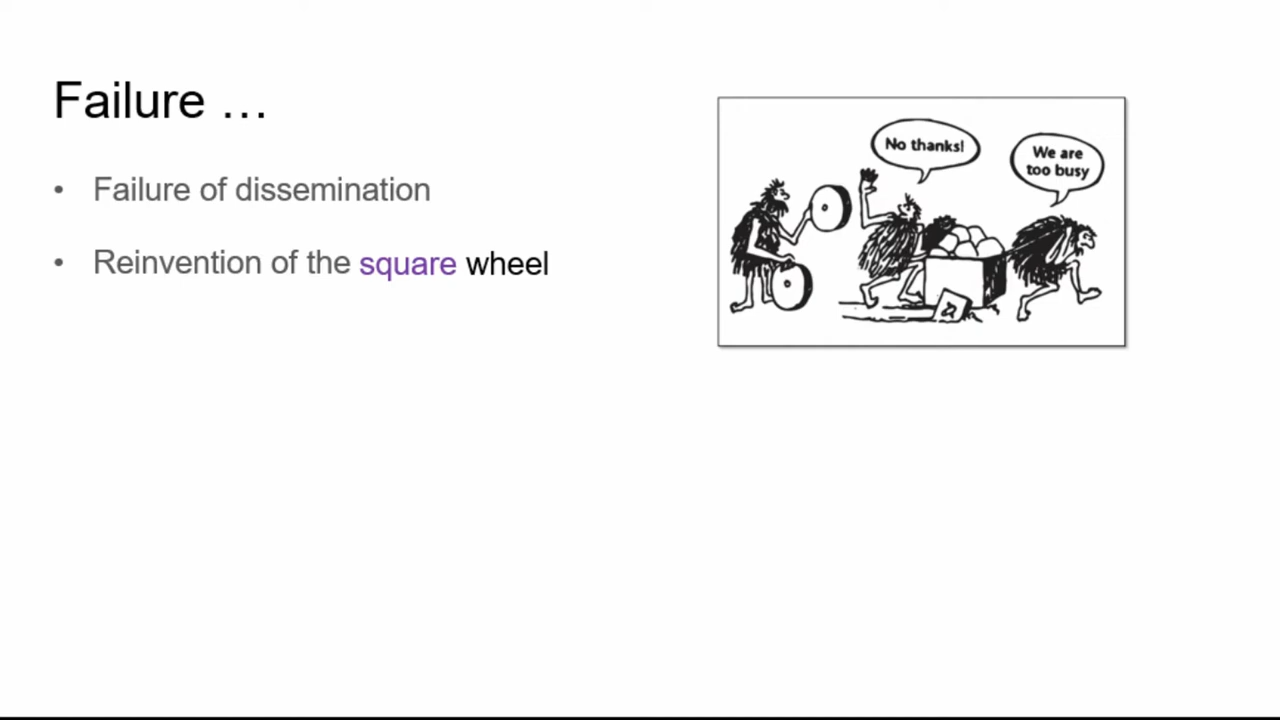 Failure …
• Failure of dissemination
• Reinvention of the square wheel
No thanks!
We are
too busy